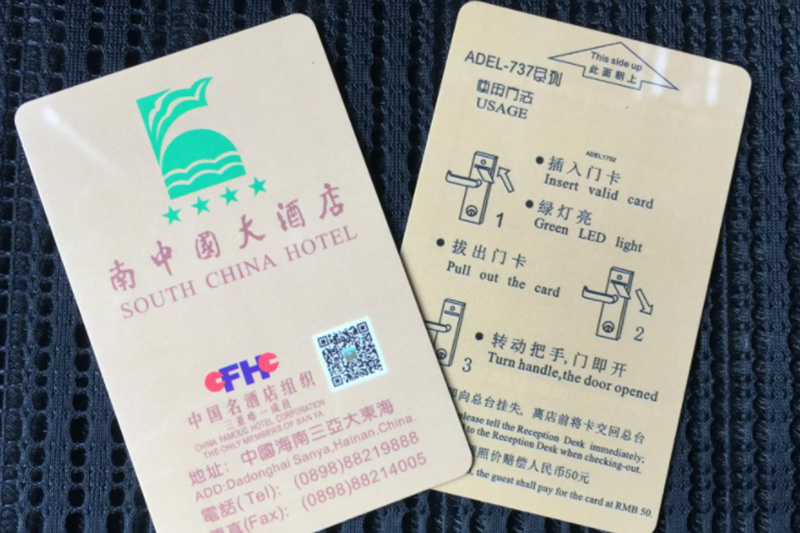 南中國大酒店
SOUTH CHINA HOTEL
CFHC
中国名酒店组织
三亚唯一成员
CHINA FAMOUS HOTEL CORPORATION
THE ONLY MEMBERS OF SAN YA
地址：中國海南三亞大東海
ADD:Dadonghai Sanya,Hainan.China.
電話(Tel): (0898)88219888
(Fax): (0898)88214005
This side up
此面朝上
ADEL-737系列
USAGE
ADEL1702
插入门卡
Insert valid card
1
绿灯亮
Green LED light
拔出门卡
Pull out the card
2
转动把手,门即开
Turn handle,the door opened
3
向总台挂失,离店前将卡交回总台
please tell the Reception Desk immediately;
to the Reception Desk when checking-out.
照价赔偿人民币50元
, the guest shall pay for the card at RMB 50.